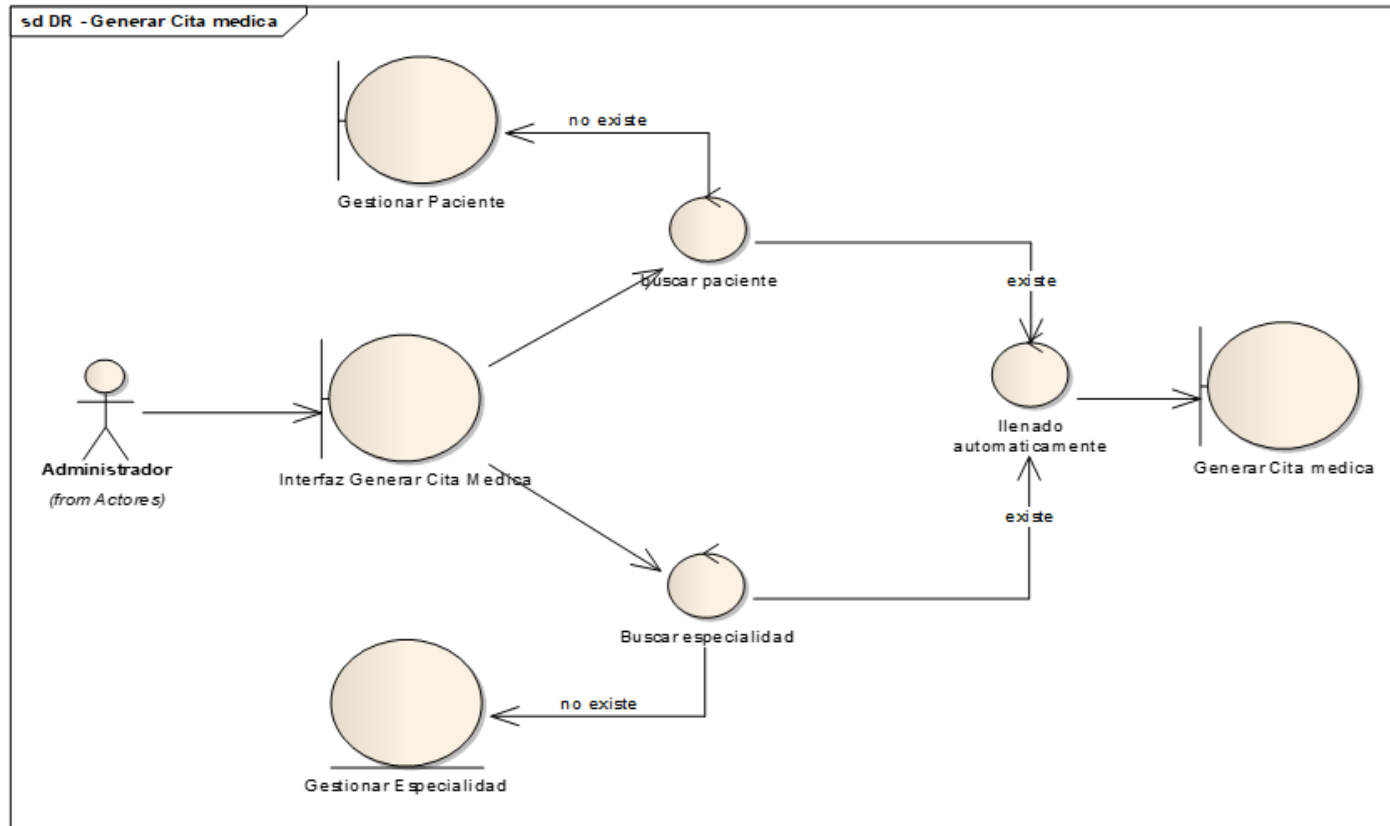 sd DR - Generar Cita medica
no existe
Gestionar Paciente
buscar paciente
existe
Administrador
(from Actores)
Interfaz Generar Cita Medica
llenado
automaticamente
Generar Cita medica
existe
Buscar especialidad
no existe
Gestionar Especialidad